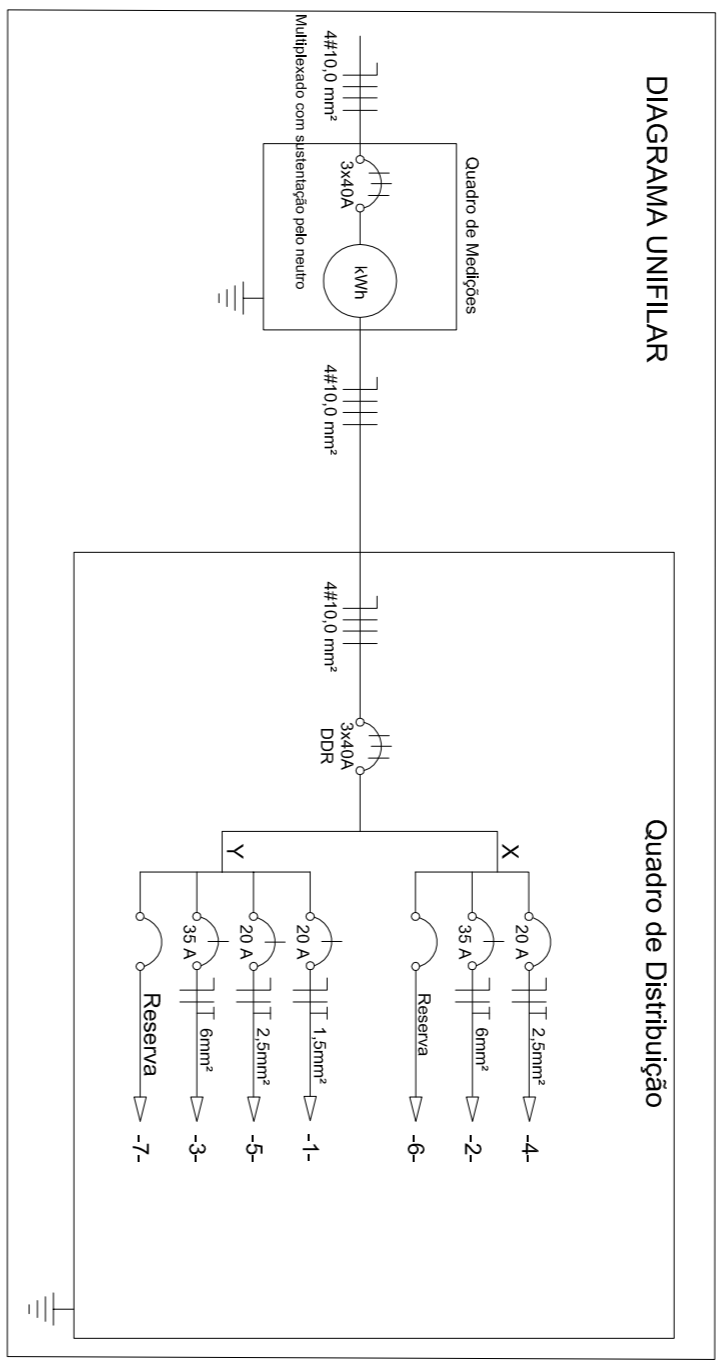 DIAGRAMA UNIFILAR
Quadro de Medições
4#10,0 mm²
Multiplexado com sustentação pelo neutro
3x40A
kWh
4#10,0 mm²
Quadro de Distribuição
4#10,0 mm²
3x40A
DDR
X
20 A
2,5mm²
-4-
35 A
6mm²
-2-
Reserva
-6-
Y
20 A
1,5mm²
-1-
20 A
2,5mm²
-5-
35 A
6mm²
-3-
Reserva
-7-